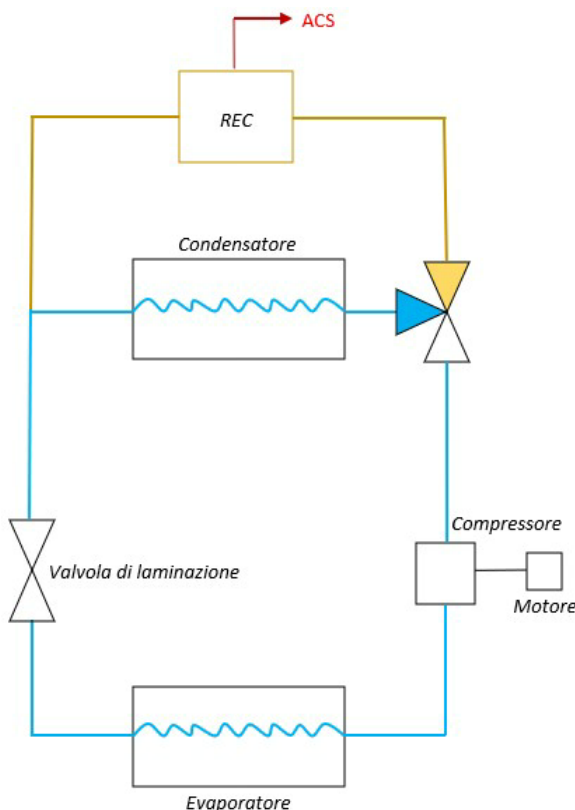 ACS
REC
Condensatore
Compressore
Valvola di laminazione
Motore
Evaporatore